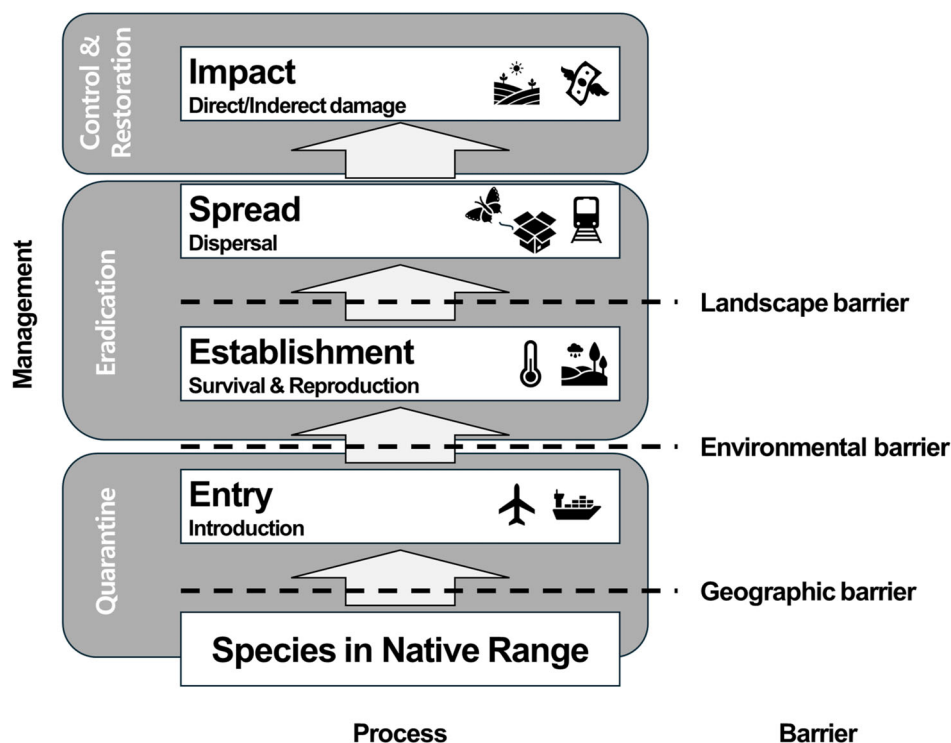 Control &
Restoration
Impact
Direct/Inderect damage
Spread
Dispersal
Management
Eradication
Landscape barrier
Establishment
Survival & Reproduction
Environmental barrier
Quarantine
Entry
Introduction
Geographic barrier
Species in Native Range
Process
Barrier